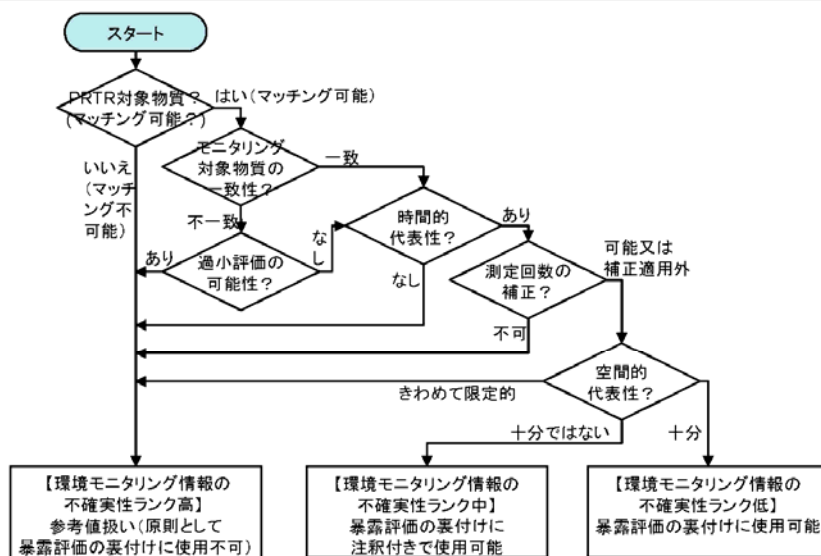 スタート
PRTR対象物質?
(マッチング可能?)
はい(マッチング可能)
いいえ
(マッチ
ング不
可能)
モニタリング
対象物質の
一致性?
一致
不一致
過小評価の
可能性?
あり
な
し
時間的
代表性?
あり
なし
測定回数の
補正?
可能又は
補正適用外
不可
空間的
代表性?
きわめて限定的
十分ではない
十分
【環境モニタリング情報の
不確実性ランク高】
参考値扱い(原則として
暴露評価の裏付けに使用不可)
【環境モニタリング情報の
不確実性ランク中】
暴露評価の裏付けに
注釈付きで使用可能
【環境モニタリング情報の
不確実性ランク低】
暴露評価の裏付けに使用可能